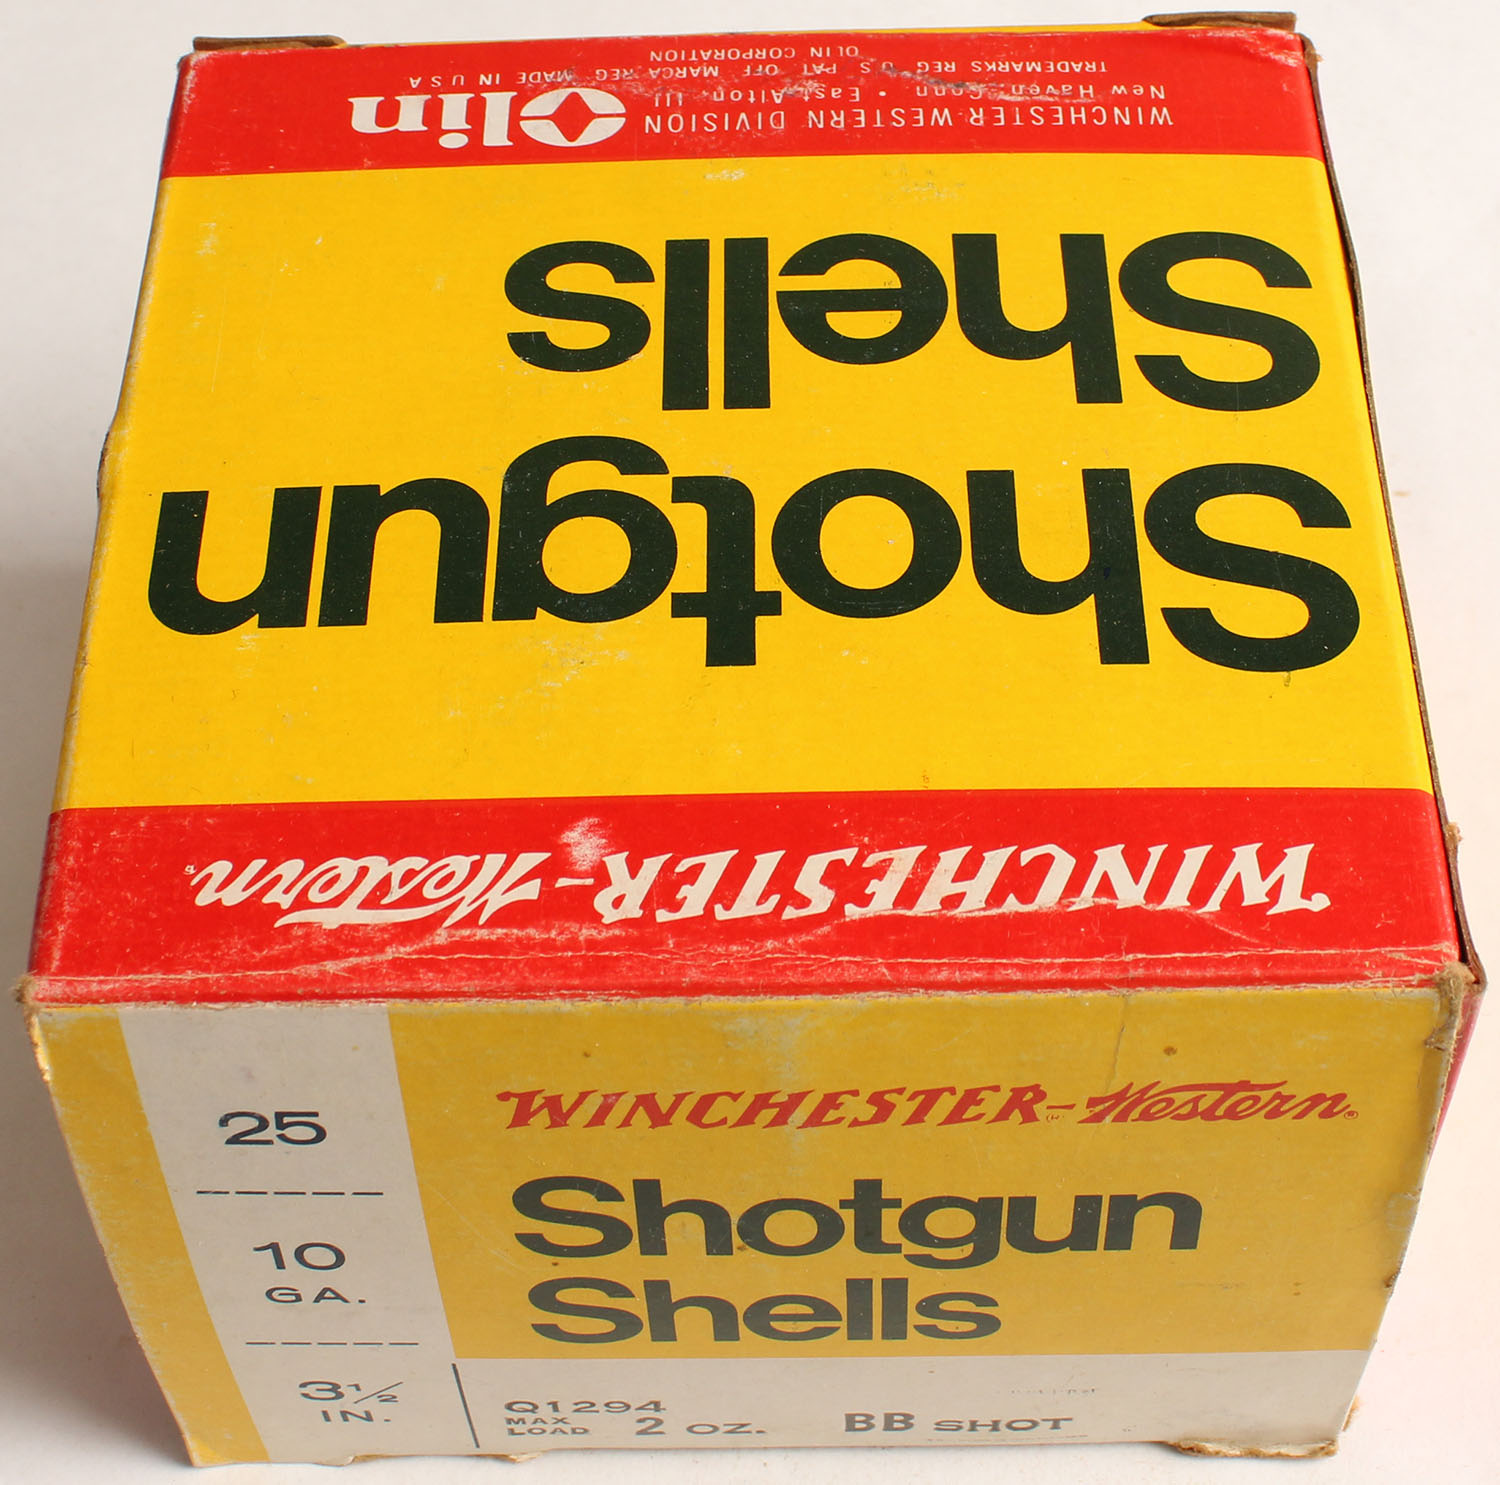 WINCHESTER-WESTERN DIVISION Olin
New Haven, Conn • East Alton, Ill
TRADEMARKS REG U S PAT OFF MARCA REG MADE IN U S A
OLIN CORPORATION
Shells
Shotgun
WINCHESTER-Western
25
10
GA.
3 1/2
IN.
WINCHESTER-Western®
Shotgun
Shells
Q1294
MAX LOAD 2 OZ. BB SHOT